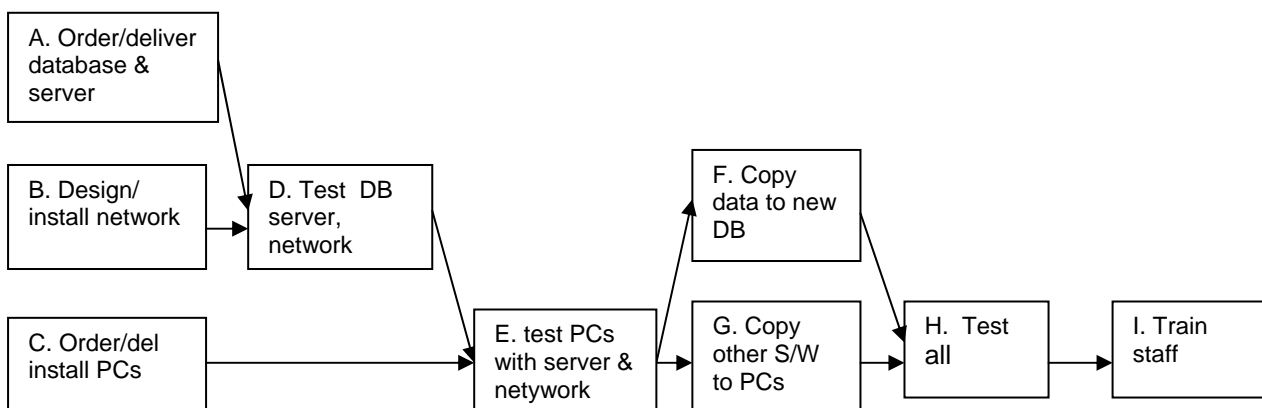 A. Order/deliver
database &
server
B. Design/
install network
D. Test DB
server,
network
F. Copy
data to new
DB
C. Order/del
install PCs
E. test PCs
with server &
netywork
G. Copy
other S/W
to PCs
H. Test
all
I. Train
staff